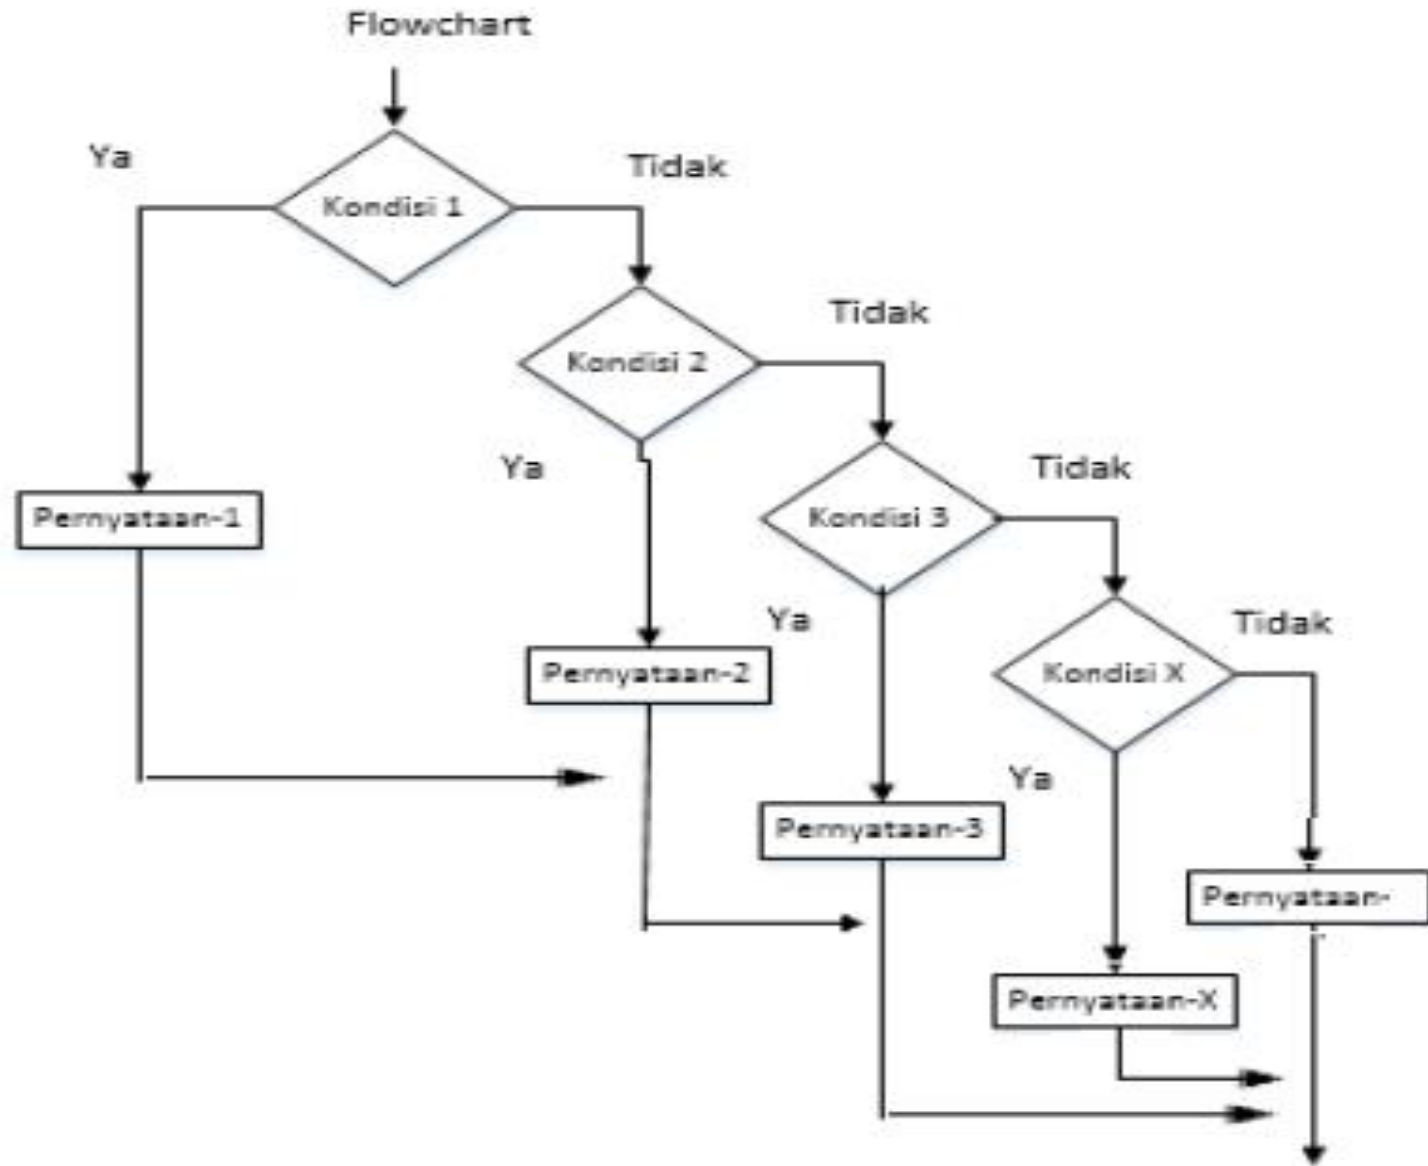 Flowchart
Ya
Tidak
Kondisi 1
Tidak
Kondisi 2
Ya
Tidak
Pernyataan-1
Kondisi 3
Ya
Tidak
Pernyataan-2
Kondisi X
Ya
Pernyataan-3
Pernyataan-
Pernyataan-X